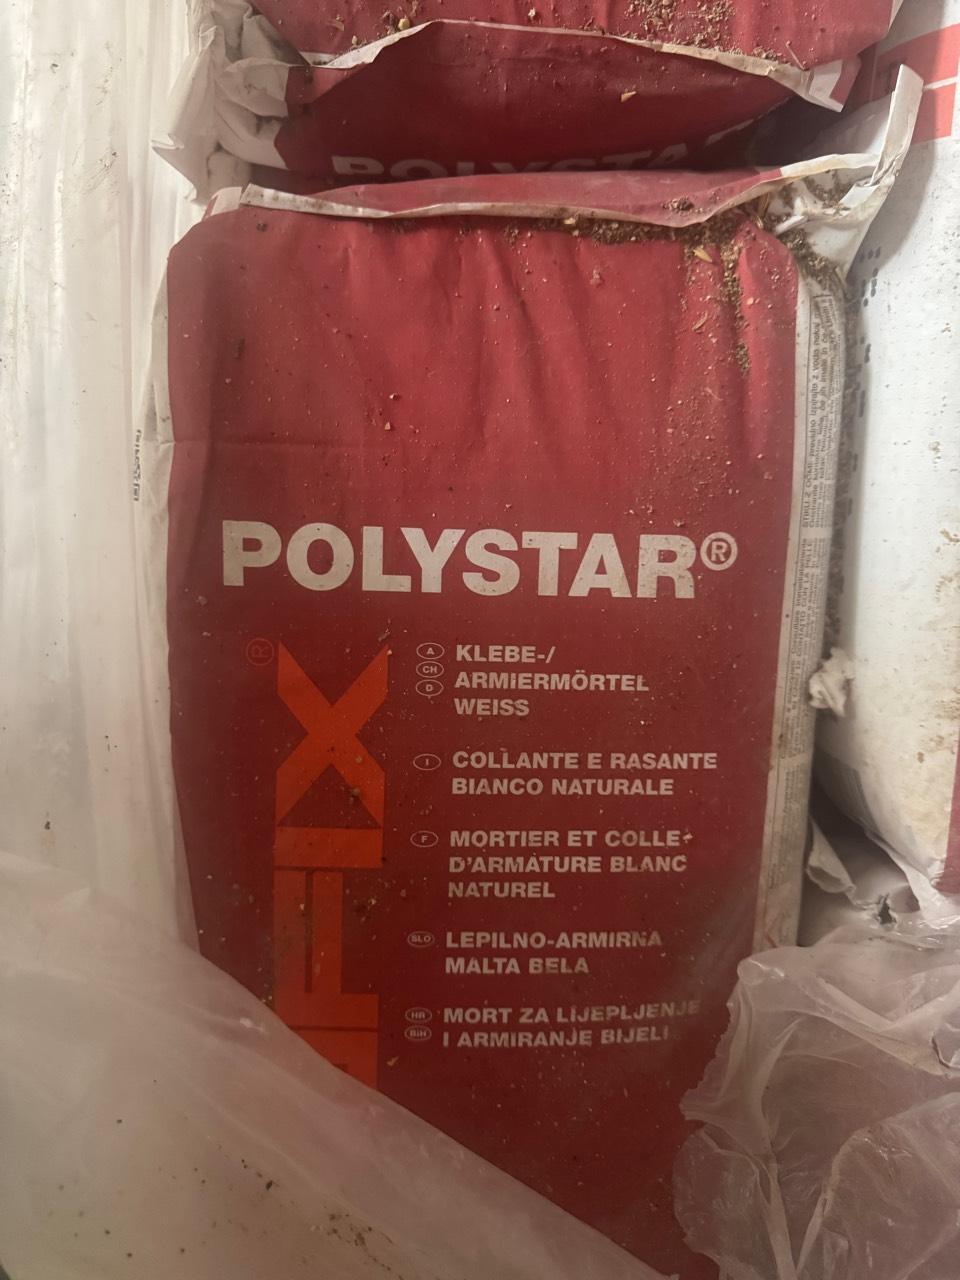 POLYSTAR
POLYSTAR®
®
FIX
A
CH
D
KLEBE-/
ARMIERMÖRTEL
WEISS
I
COLLANTE E RASANTE
BIANCO NATURALE
F
MORTIER ET COLLE
D'ARMATURE BLANC
NATUREL
SLO
LEPILNO-ARMIRNA
MALTA BELA
HR
BIH
MORT ZA LIJEPLJENJE
I ARMIRANJE BIJELI